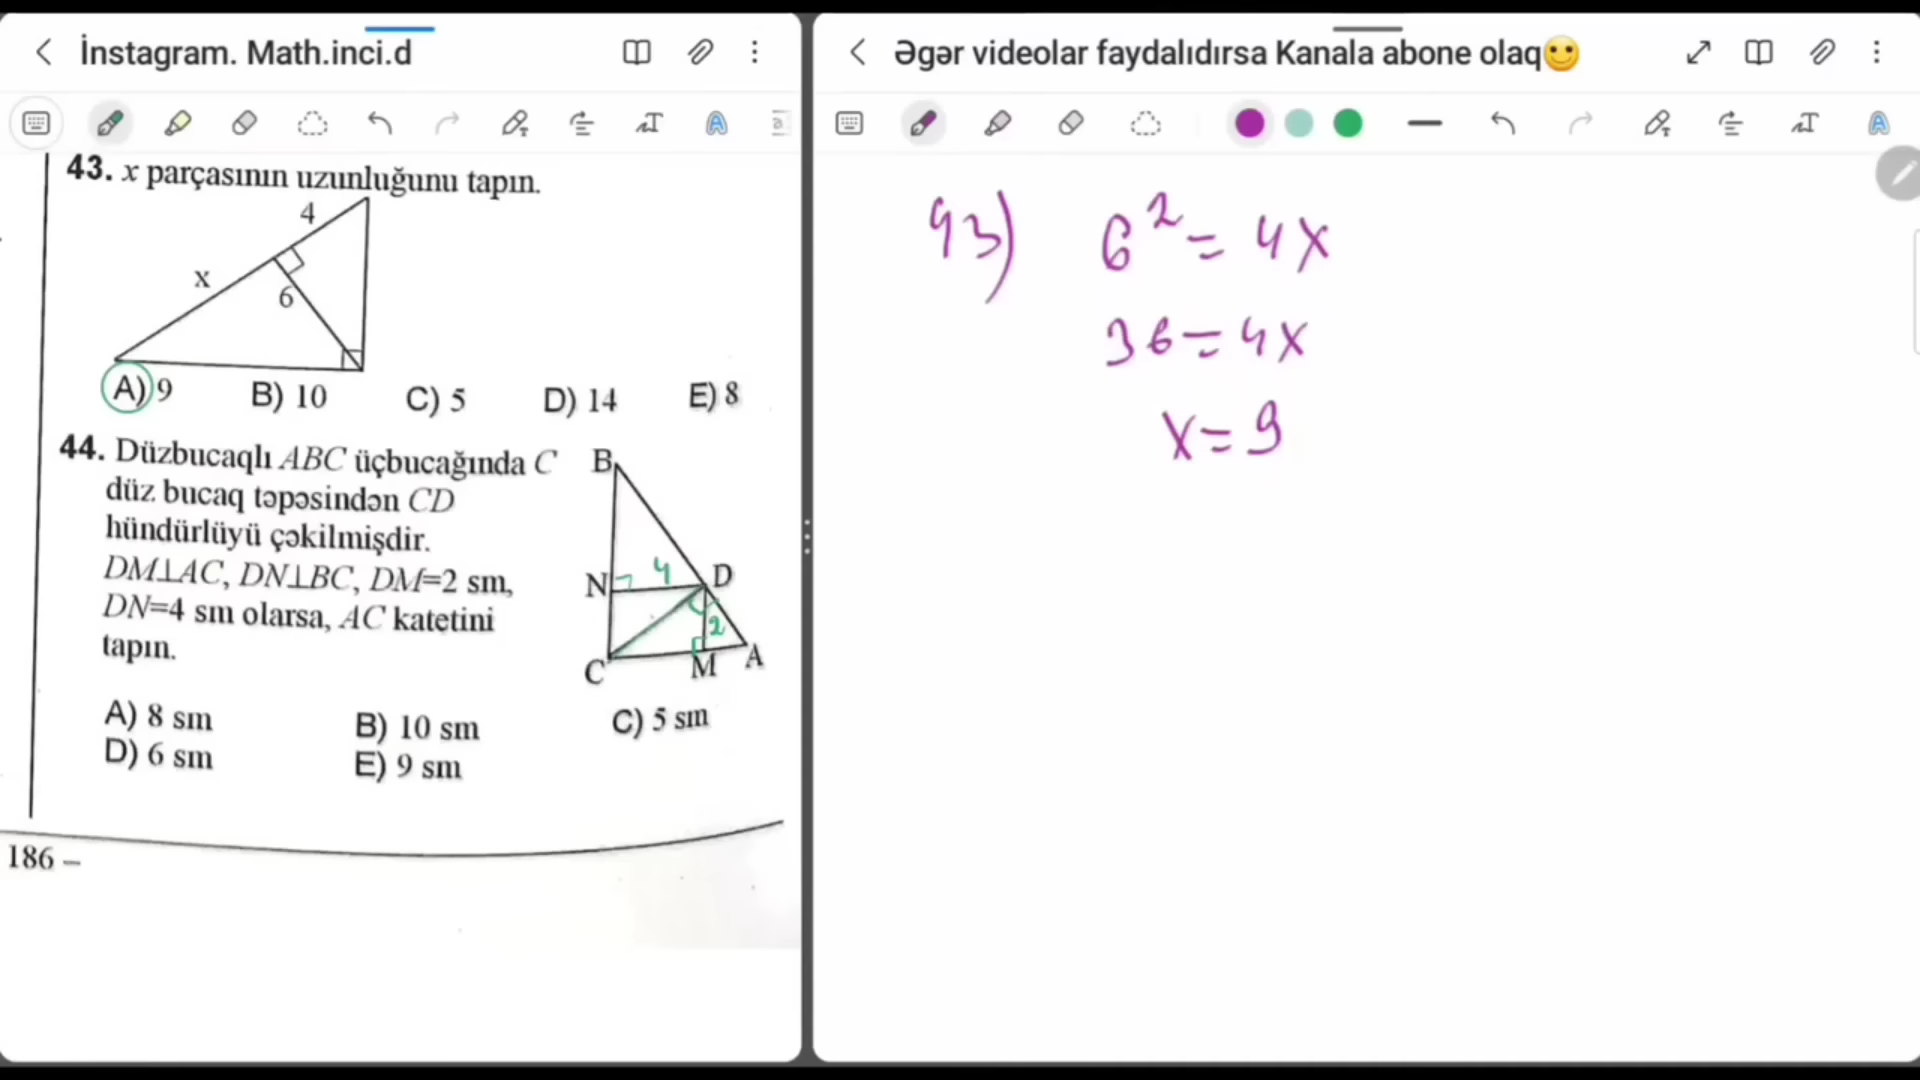 İnstagram. Math.inci.d
43. x parçasının uzunluğunu tapın.
4
x
6
A) 9 B) 10 C) 5 D) 14 E) 8
44. Düzbucaqlı ABC üçbucağında C
düz bucaq təpəsindən CD
hündürlüyü çəkilmişdir.
DM⊥AC, DN⊥BC, DM=2 sm,
DN=4 sm olarsa, AC katetini
tapın.
B
N 4 D
2
C M A
A) 8 sm B) 10 sm C) 5 sm
D) 6 sm E) 9 sm
186 –
Əgər videolar faydalıdırsa Kanala abone olaq🙂
43) 6² = 4x
36 = 4x
x = 9